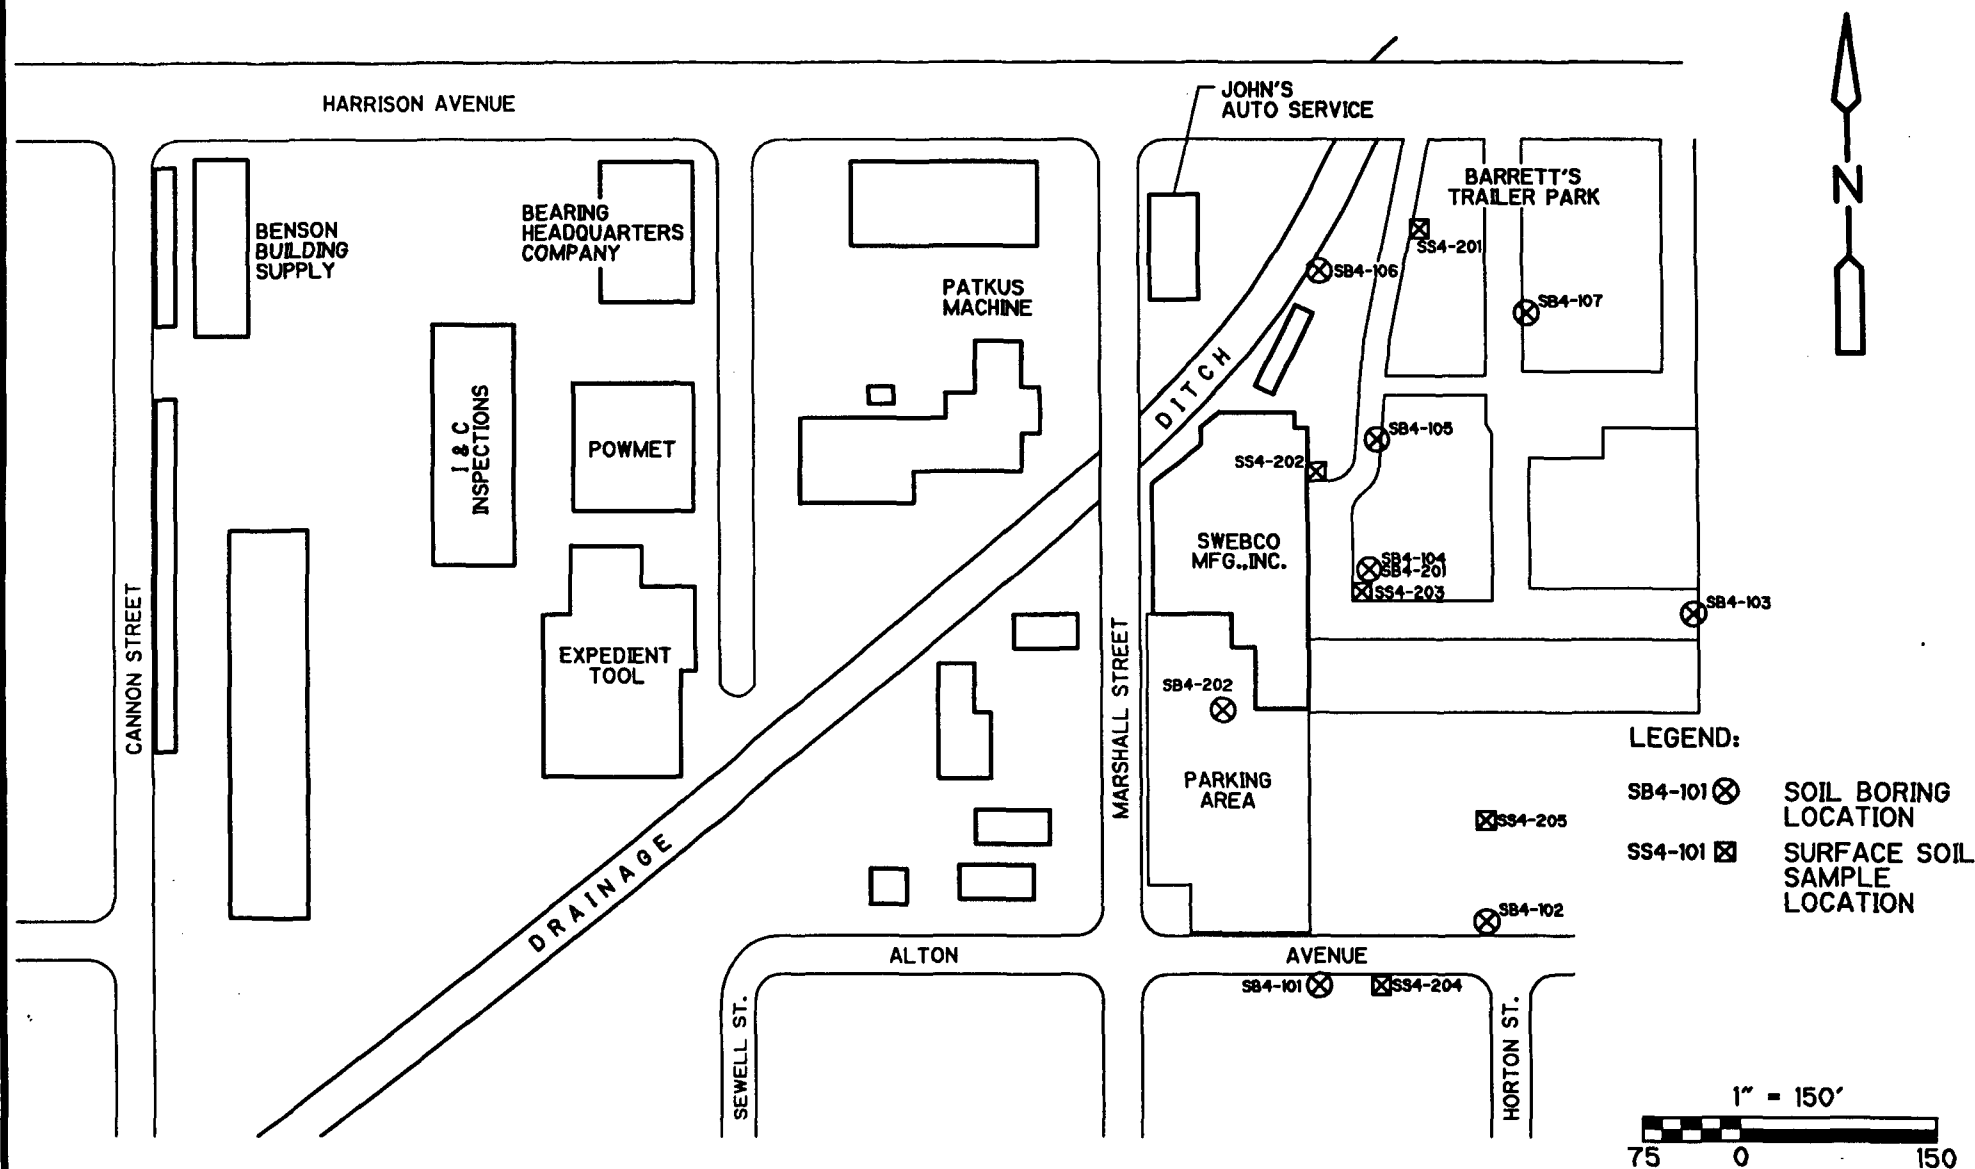 HARRISON AVENUE
JOHN'S
AUTO SERVICE
BARRETT'S
TRAILER PARK
N
BENSON
BUILDING
SUPPLY
BEARING
HEADQUARTERS
COMPANY
PATKUS
MACHINE
SS4-201
SB4-106
SB4-107
I & C
INSPECTIONS
POWMET
DITCH
SB4-105
SS4-202
SWEBCO
MFG.,INC.
SB4-104
SB4-201
SS4-203
SB4-103
CANNON STREET
EXPEDIENT
TOOL
MARSHALL STREET
SB4-202
PARKING
AREA
DRAINAGE
LEGEND:
SB4-101
SOIL BORING
LOCATION
SS4-101
SURFACE SOIL
SAMPLE
LOCATION
SS4-205
SB4-102
ALTON
AVENUE
SB4-101
SS4-204
SEWELL ST.
HORTON ST.
1" = 150'
75 0 150